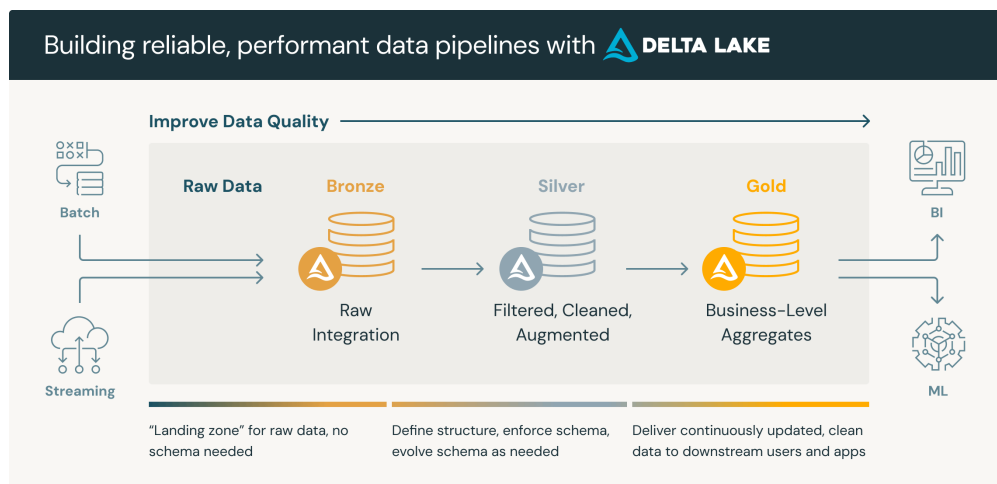 Building reliable, performant data pipelines with DELTA LAKE
Improve Data Quality
Batch
Streaming
Raw Data
Bronze
Raw
Integration
Silver
Filtered, Cleaned,
Augmented
Gold
Business-Level
Aggregates
BI
ML
“Landing zone” for raw data, no
schema needed
Define structure, enforce schema,
evolve schema as needed
Deliver continuously updated, clean
data to downstream users and apps